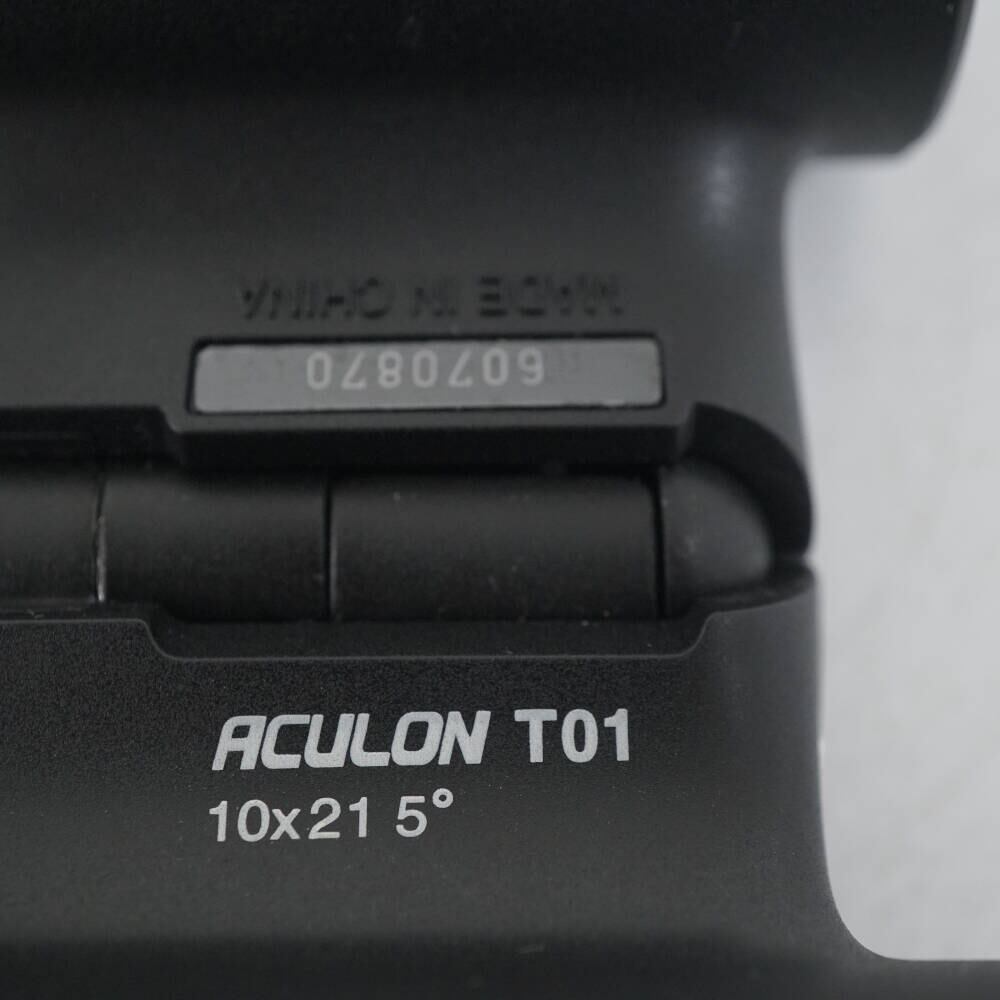 MADE IN CHINA
6070870
ACULON T01
10x21 5°